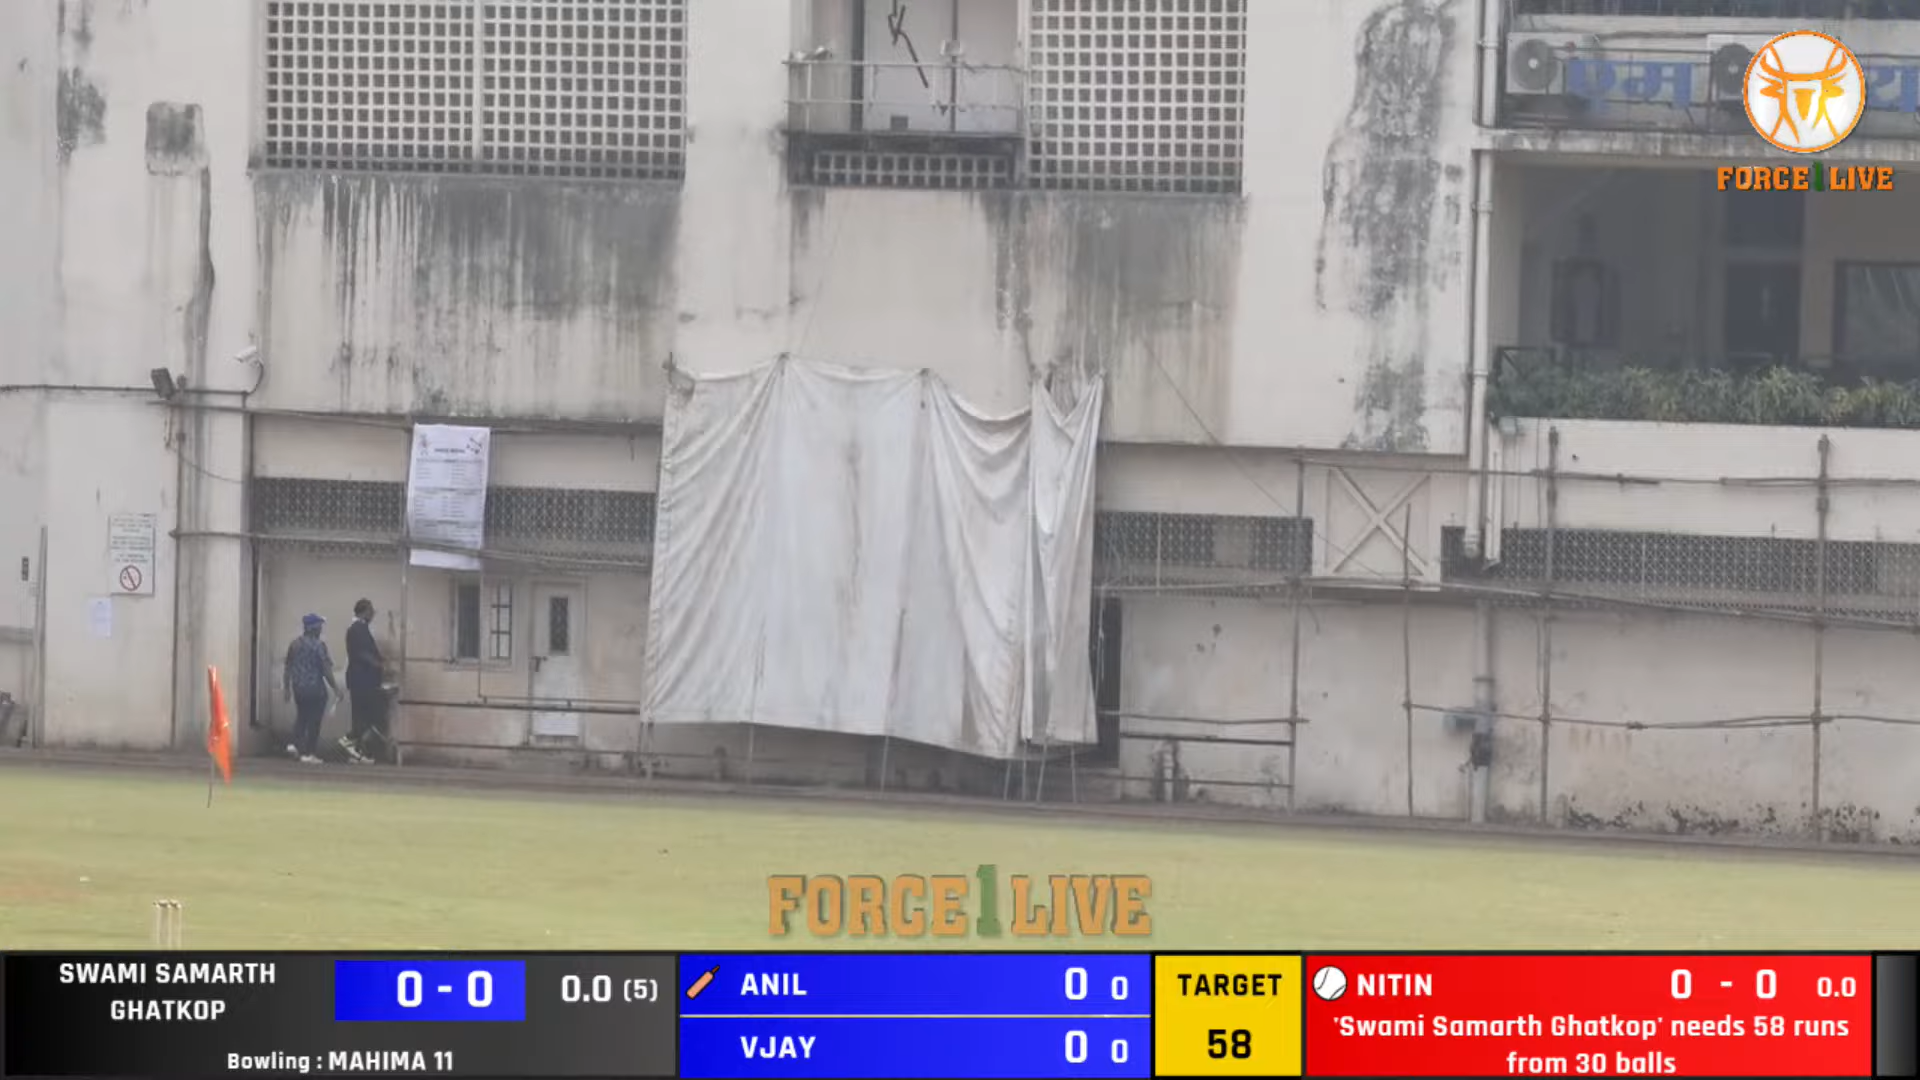 एम
FORCE1LIVE
FORCE1LIVE
SWAMI SAMARTH
GHATKOP
0 - 0
0.0 (5)
Bowling : MAHIMA 11
ANIL 0 0
VJAY 0 0
TARGET
58
NITIN 0 - 0 0.0
'Swami Samarth Ghatkop' needs 58 runs
from 30 balls